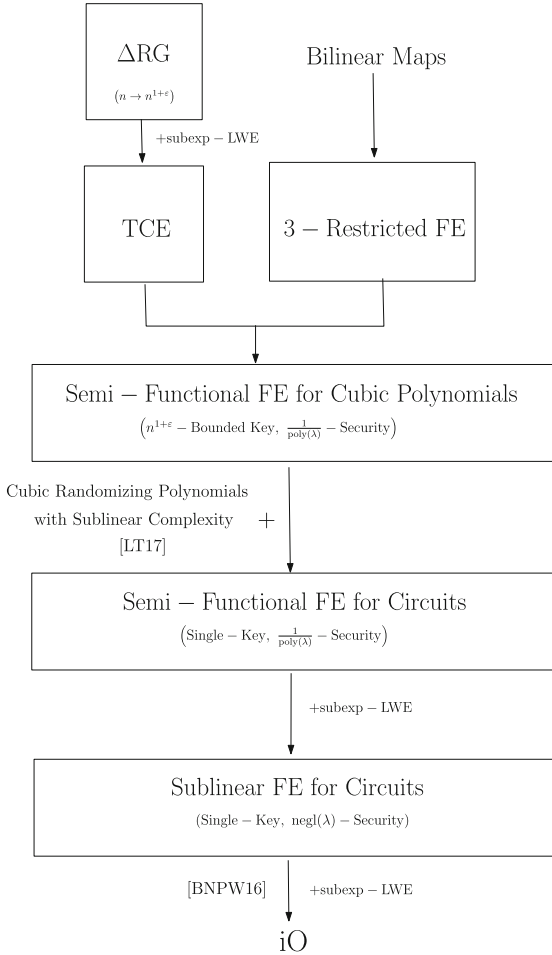 ΔRG
(n → n^{1+ε})
Bilinear Maps
+subexp − LWE
TCE
3 − Restricted FE
Semi − Functional FE for Cubic Polynomials
(n^{1+ε} − Bounded Key, 1/poly(λ) − Security)
Cubic Randomizing Polynomials
with Sublinear Complexity +
[LT17]
Semi − Functional FE for Circuits
(Single − Key, 1/poly(λ) − Security)
+subexp − LWE
Sublinear FE for Circuits
(Single − Key, negl(λ) − Security)
[BNPW16] +subexp − LWE
iO